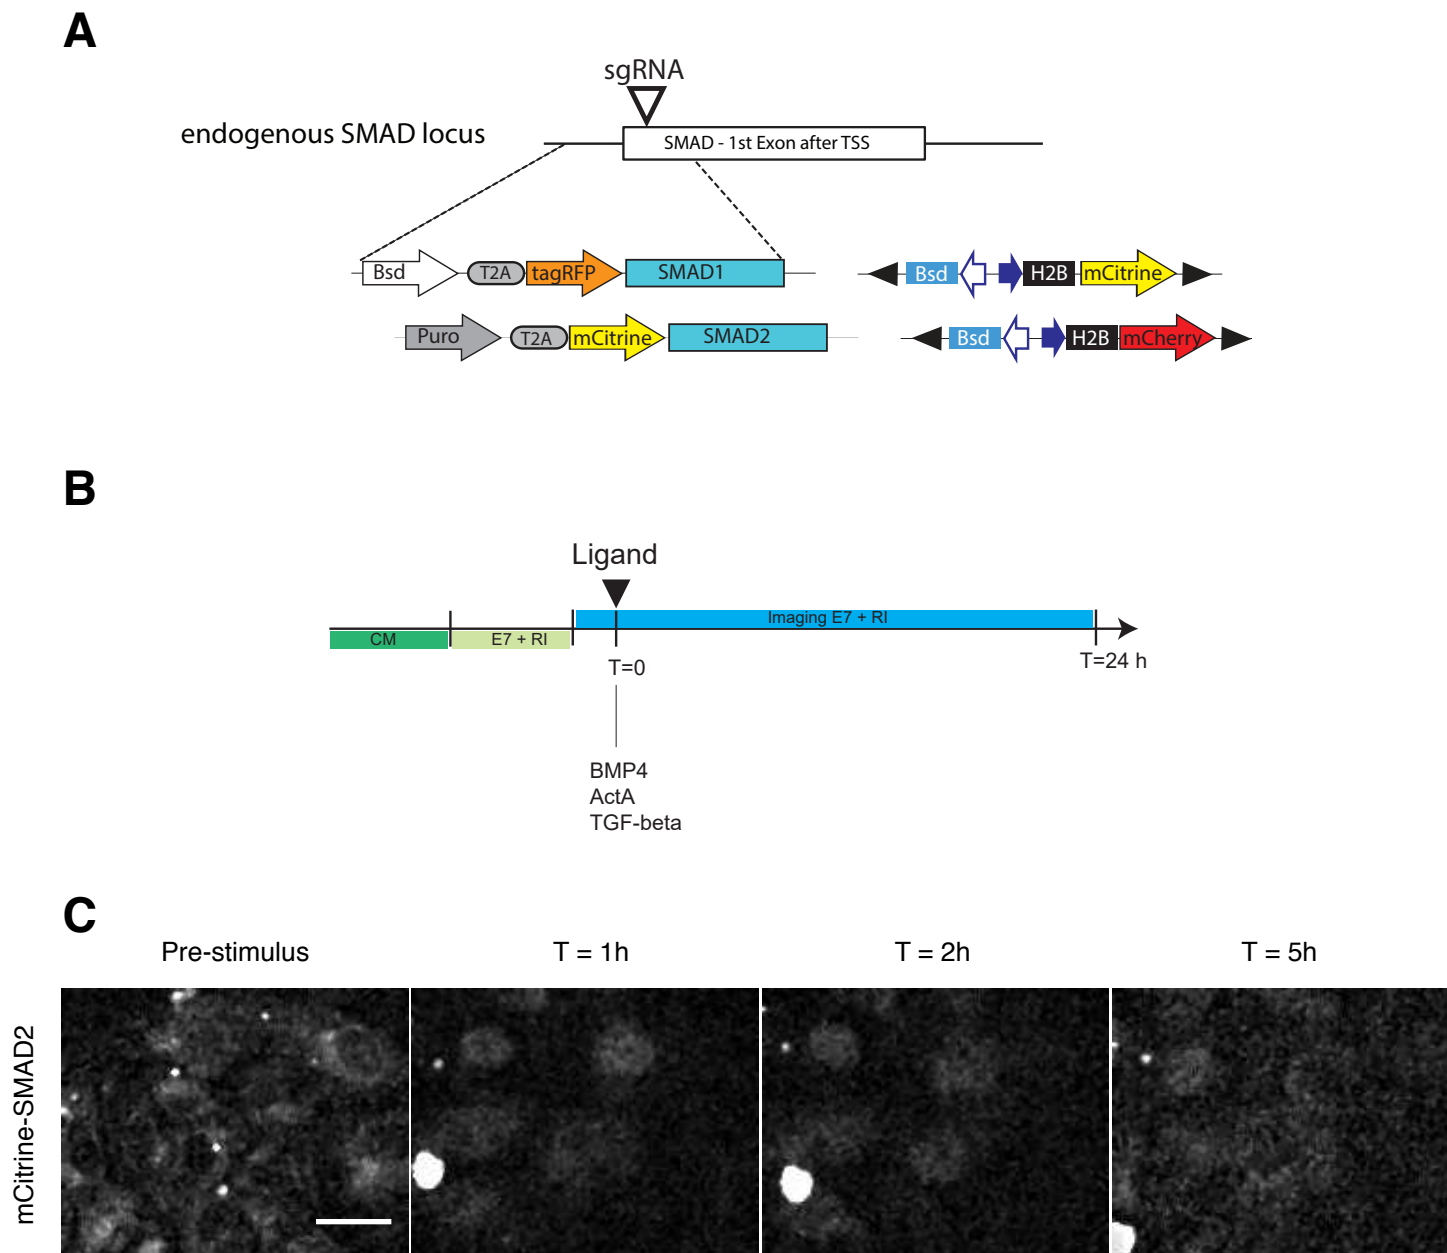 A
sgRNA
endogenous SMAD locus
SMAD - 1st Exon after TSS
Bsd T2A tagRFP SMAD1 Bsd H2B mCitrine
Puro T2A mCitrine SMAD2 Bsd H2B mCherry
B
Ligand
Imaging E7 + RI
CM E7 + RI
T=0 T=24 h
BMP4
ActA
TGF-beta
C
Pre-stimulus T = 1h T = 2h T = 5h
mCitrine-SMAD2